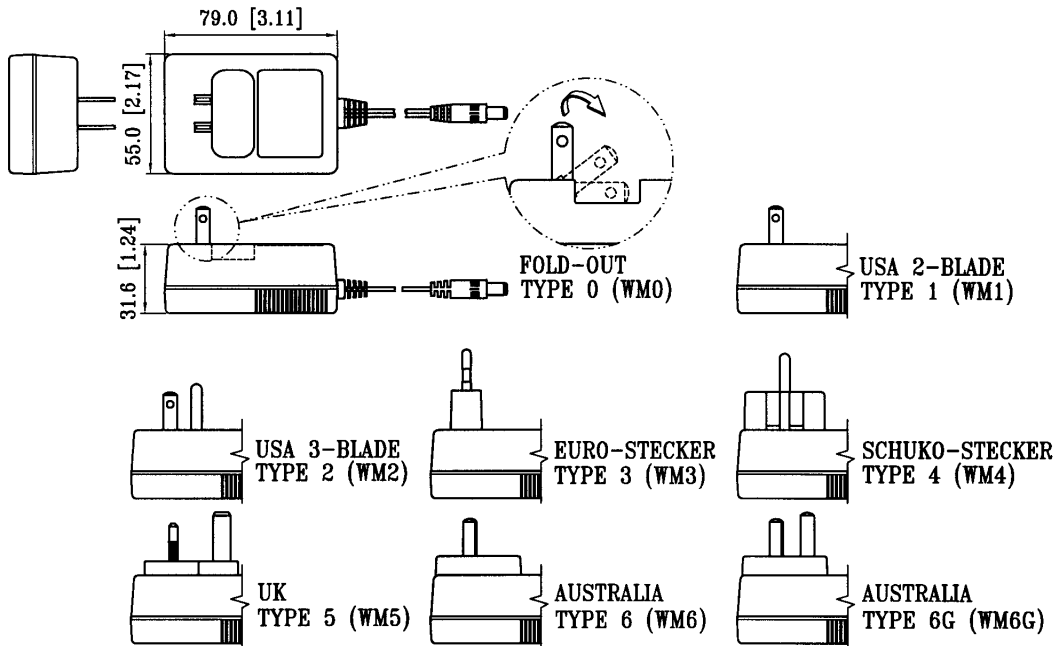 79.0 [3.11]
55.0 [2.17]
31.6 [1.24]
FOLD-OUT
TYPE 0 (WM0)
USA 2-BLADE
TYPE 1 (WM1)
USA 3-BLADE
TYPE 2 (WM2)
EURO-STECKER
TYPE 3 (WM3)
SCHUKO-STECKER
TYPE 4 (WM4)
UK
TYPE 5 (WM5)
AUSTRALIA
TYPE 6 (WM6)
AUSTRALIA
TYPE 6G (WM6G)